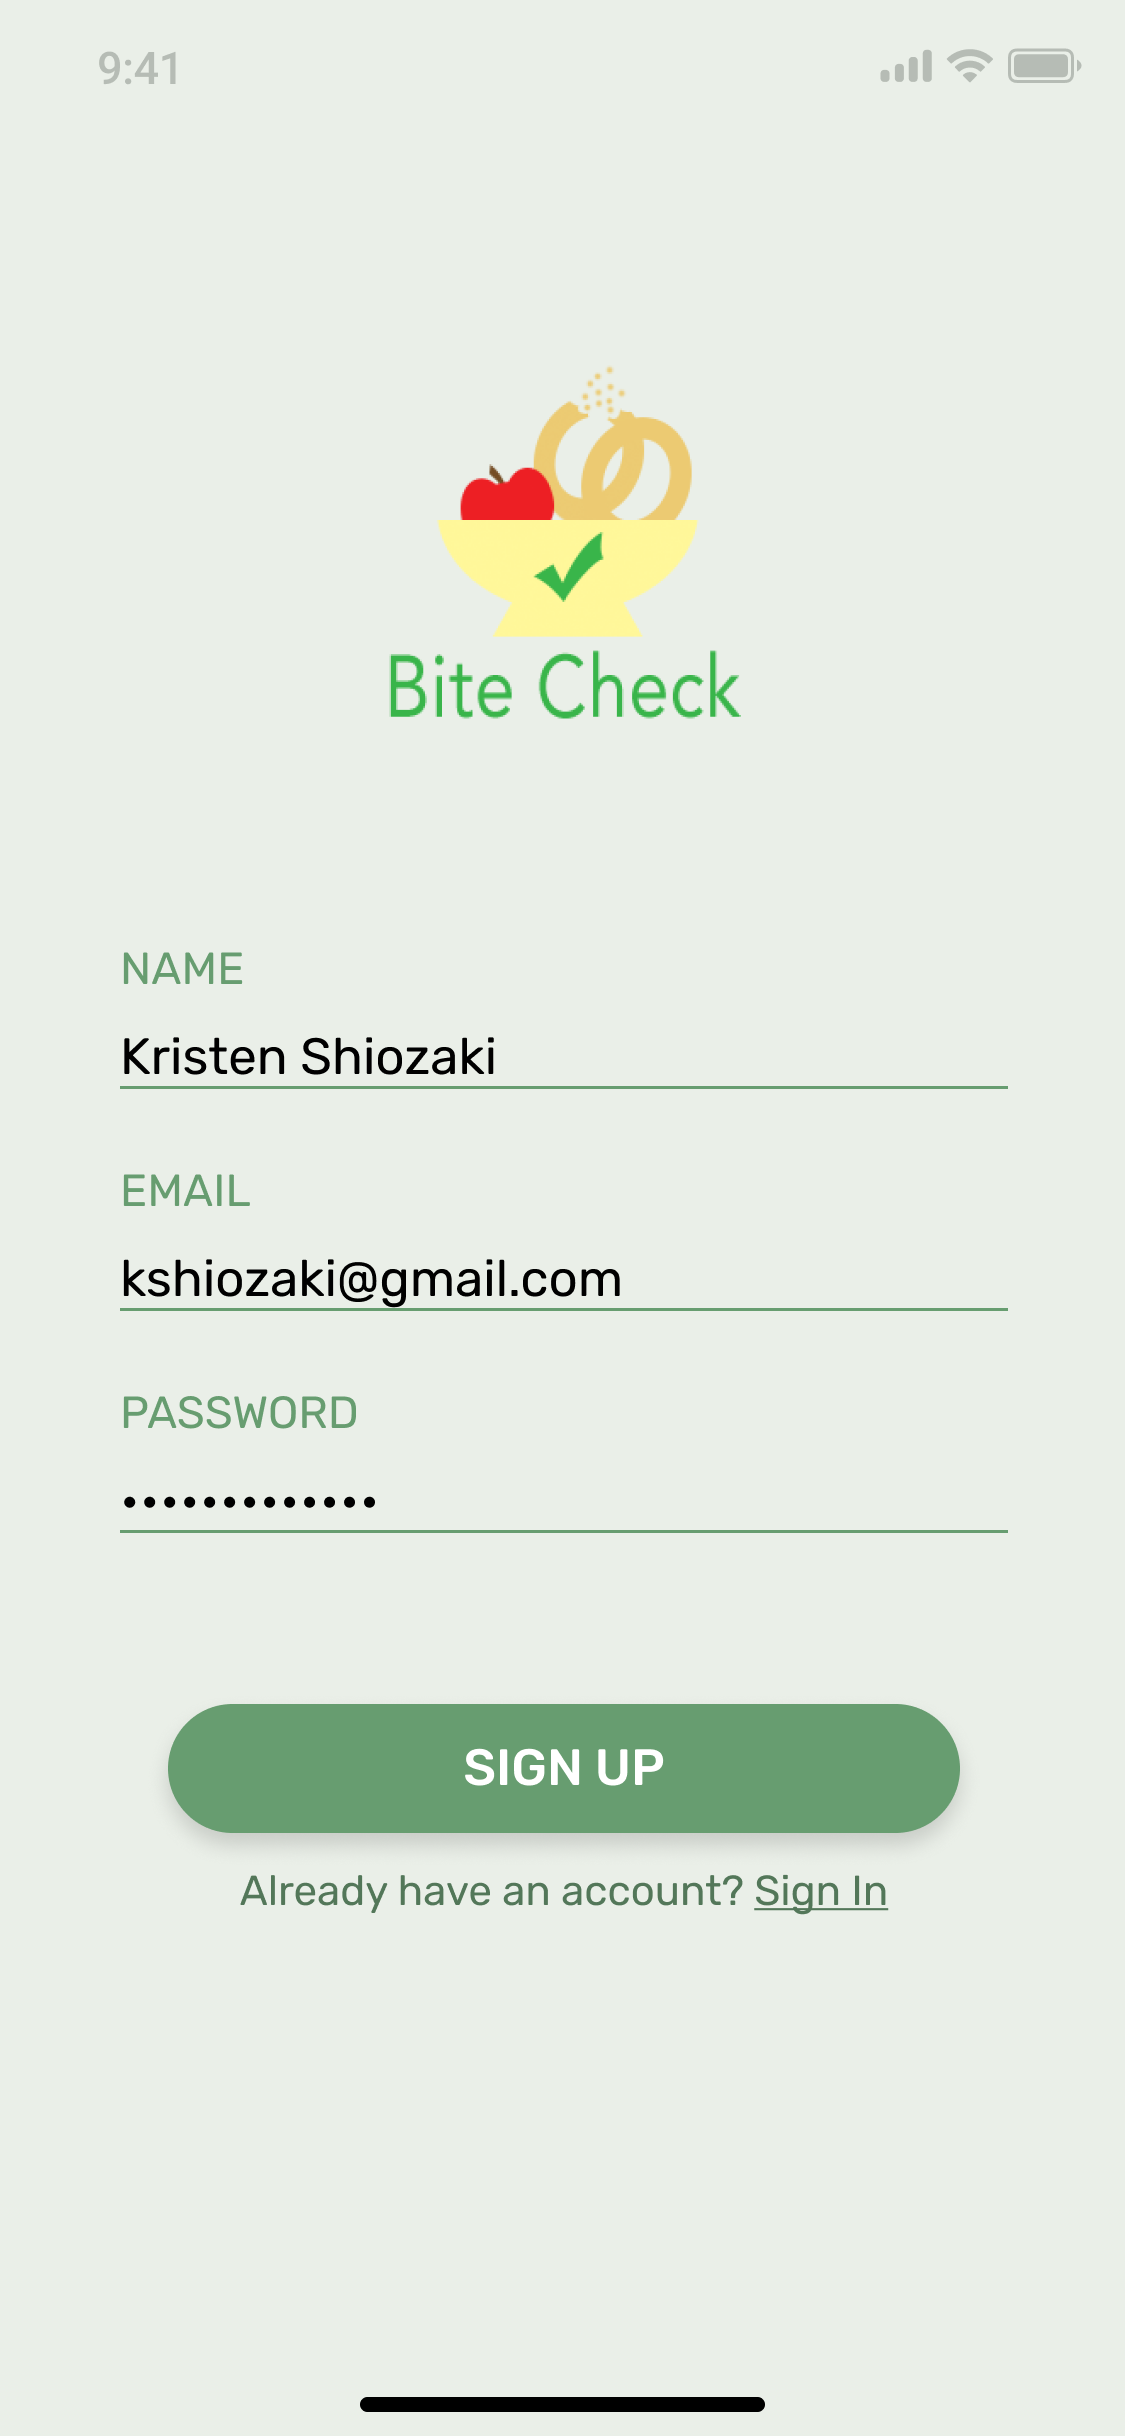 9:41
Bite Check
NAME
Kristen Shiozaki
EMAIL
kshiozaki@gmail.com
PASSWORD
•••••••••••••
SIGN UP
Already have an account? Sign In